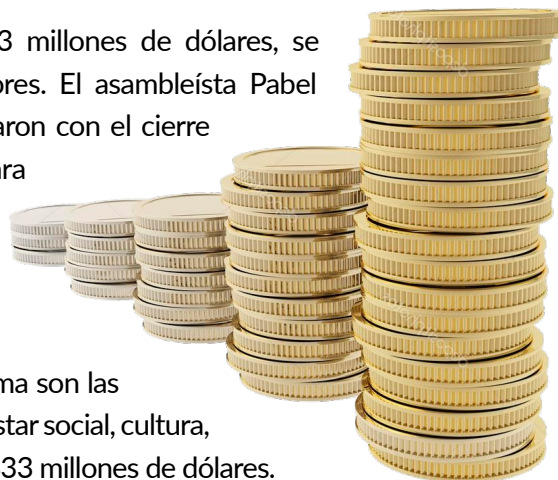 3 millones de dólares, se
ores. El asambleísta Pabel
aron con el cierre
ara
ma son las
star social, cultura,
33 millones de dólares.